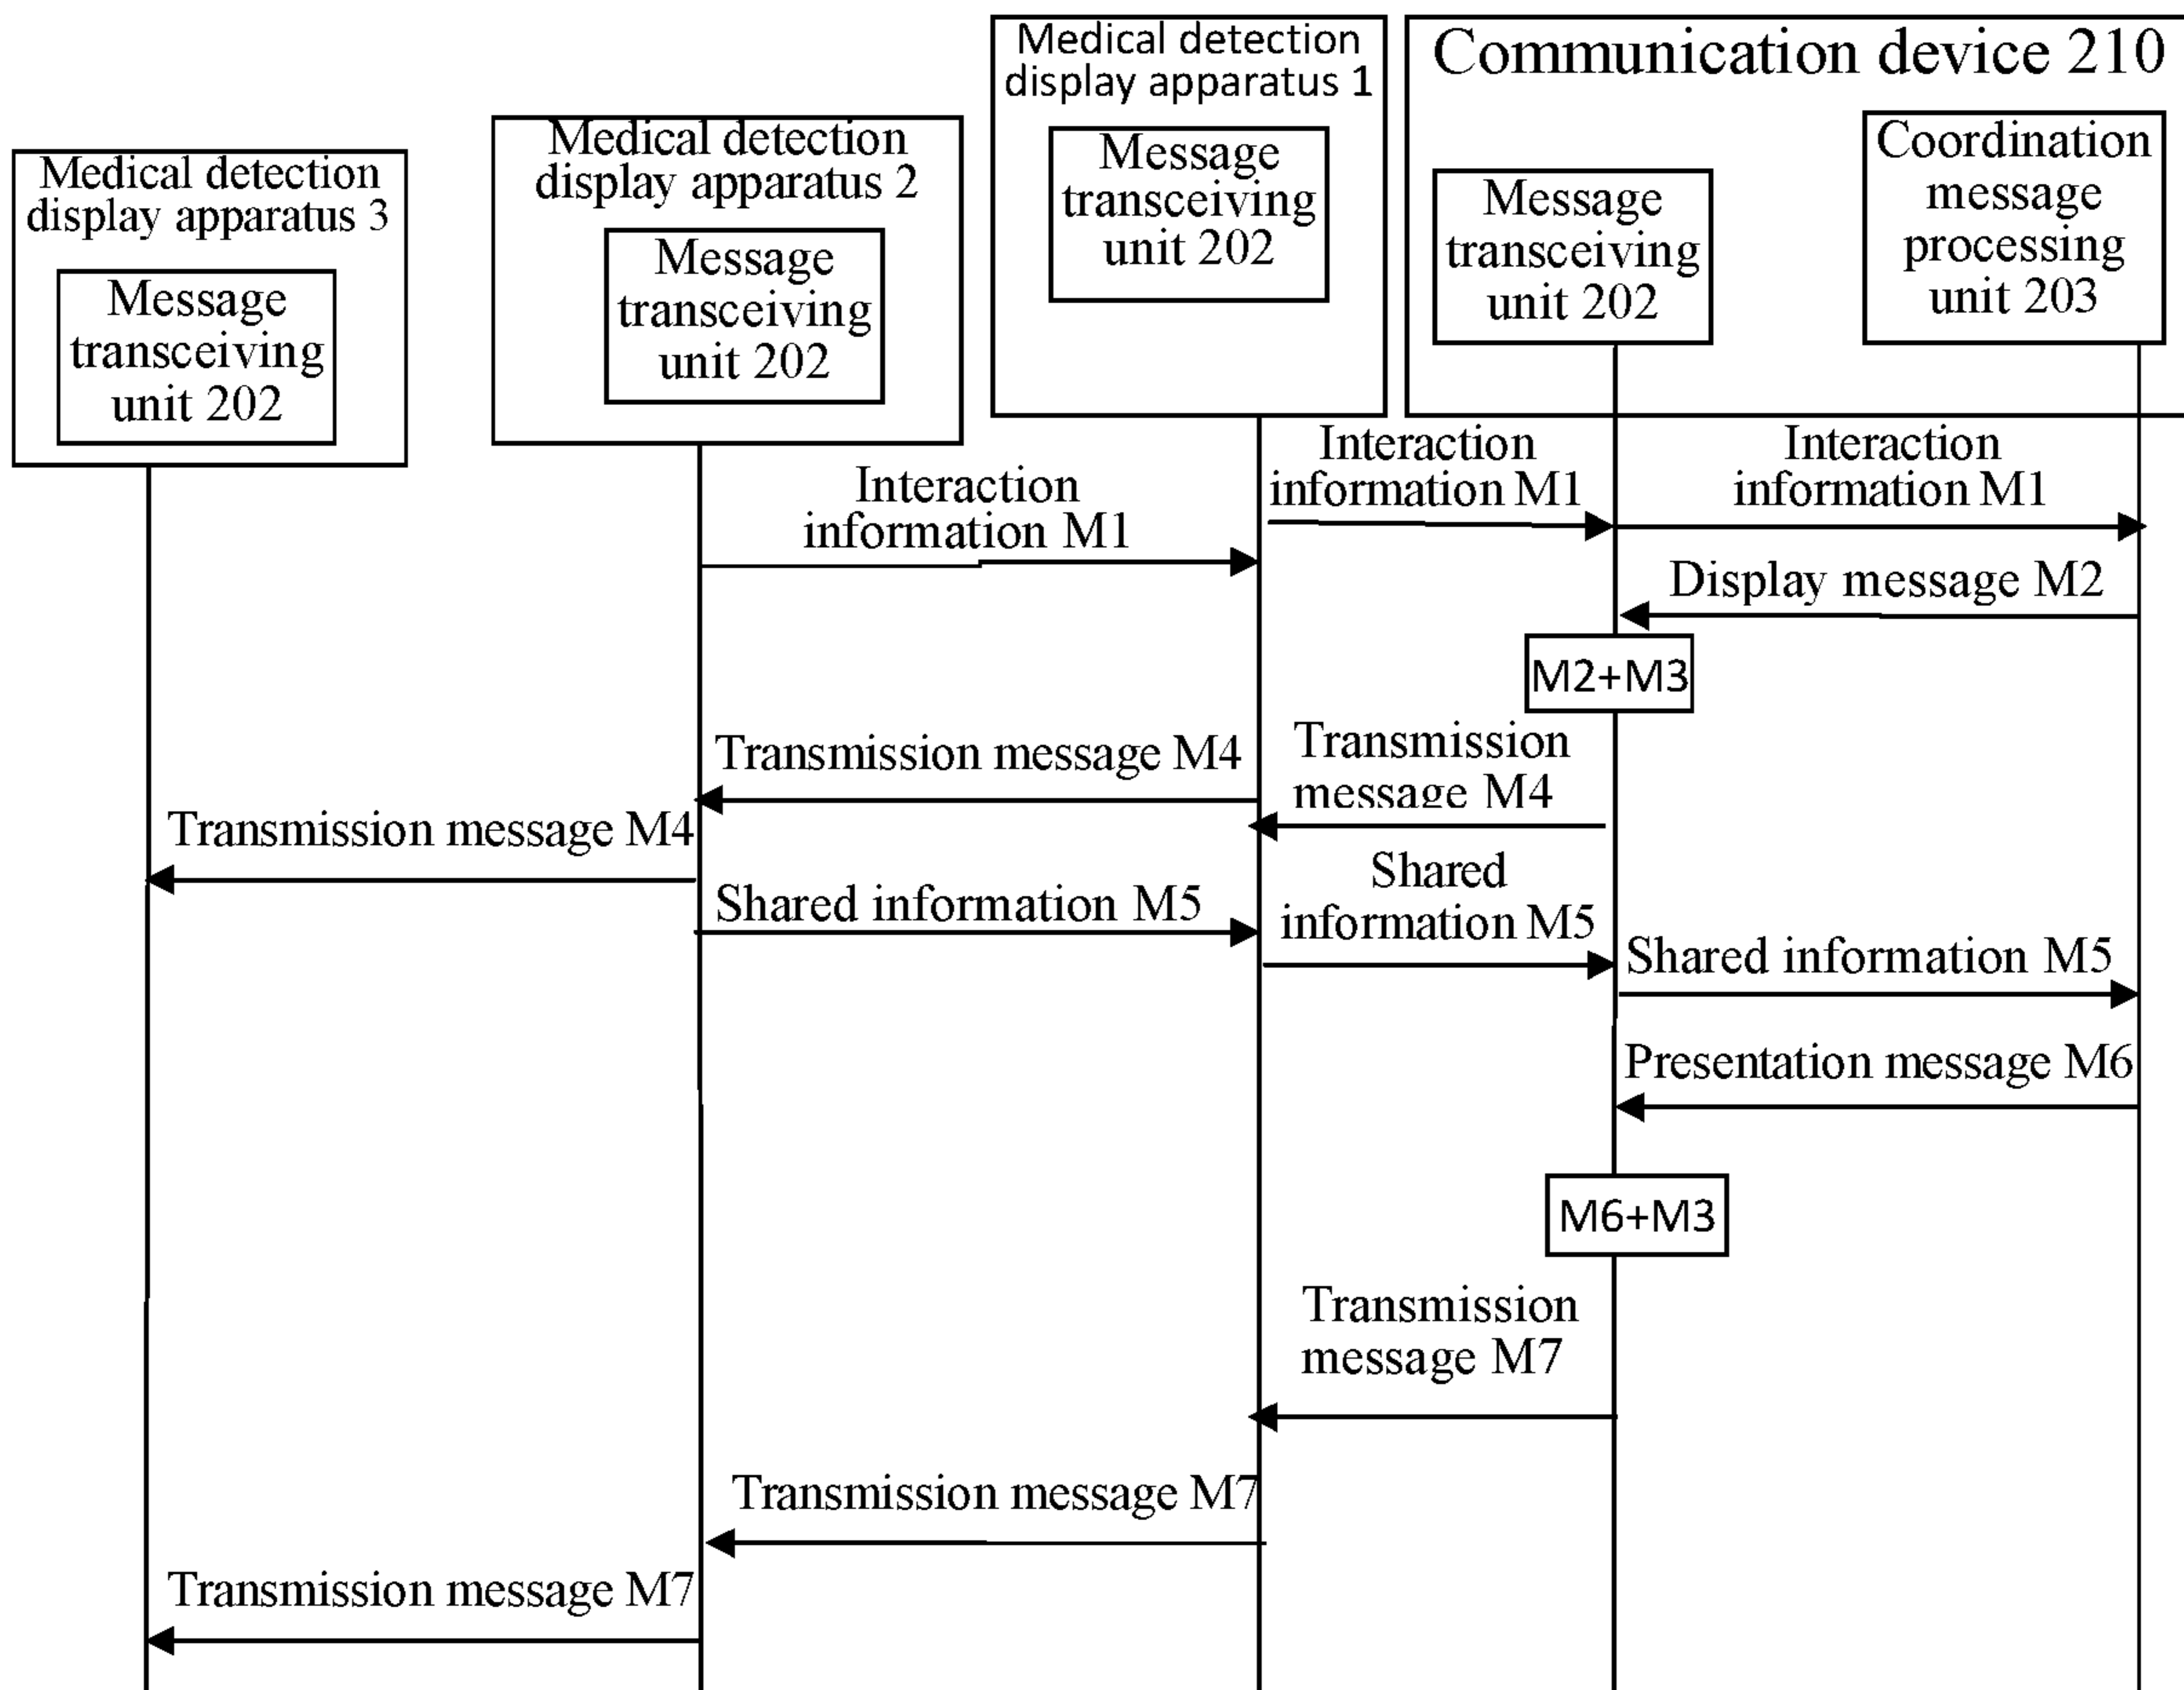 Medical detection
display apparatus 3
Message
transceiving
unit 202
Medical detection
display apparatus 2
Message
transceiving
unit 202
Medical detection
display apparatus 1
Message
transceiving
unit 202
Communication device 210
Message
transceiving
unit 202
Coordination
message
processing
unit 203
Interaction
information M1
Interaction
information M1
Interaction
information M1
Display message M2
M2+M3
Transmission
message M4
Transmission message M4
Transmission message M4
Shared information M5
Shared
information M5
Shared information M5
Presentation message M6
M6+M3
Transmission
message M7
Transmission message M7
Transmission message M7